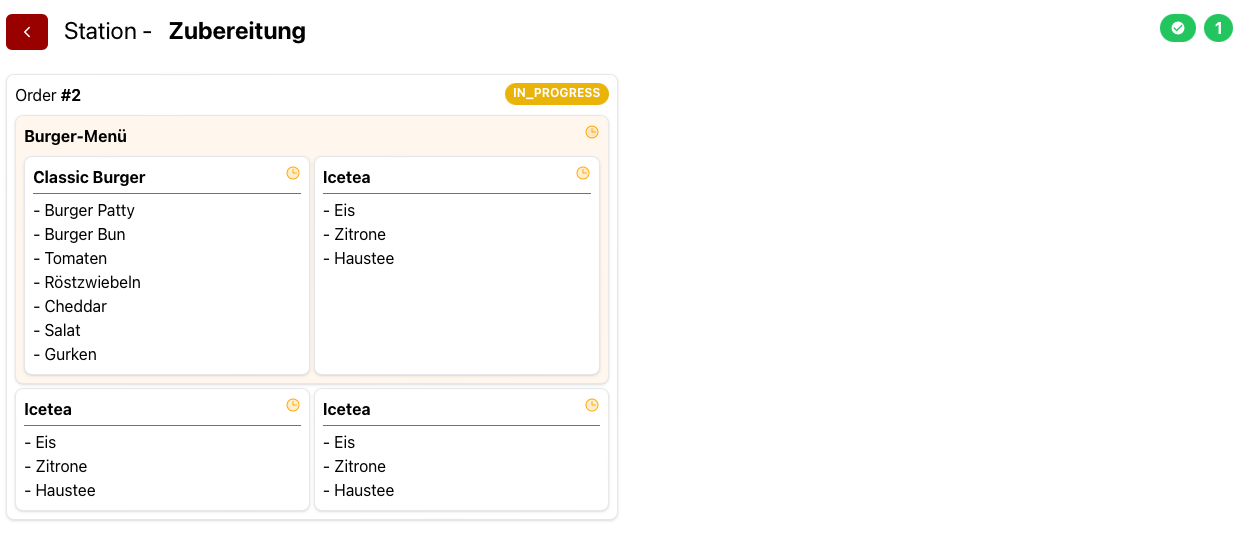 Station - Zubereitung
1
Order #2
IN_PROGRESS
Burger-Menü
Classic Burger
- Burger Patty
- Burger Bun
- Tomaten
- Röstzwiebeln
- Cheddar
- Salat
- Gurken
Icetea
- Eis
- Zitrone
- Haustee
Icetea
- Eis
- Zitrone
- Haustee
Icetea
- Eis
- Zitrone
- Haustee